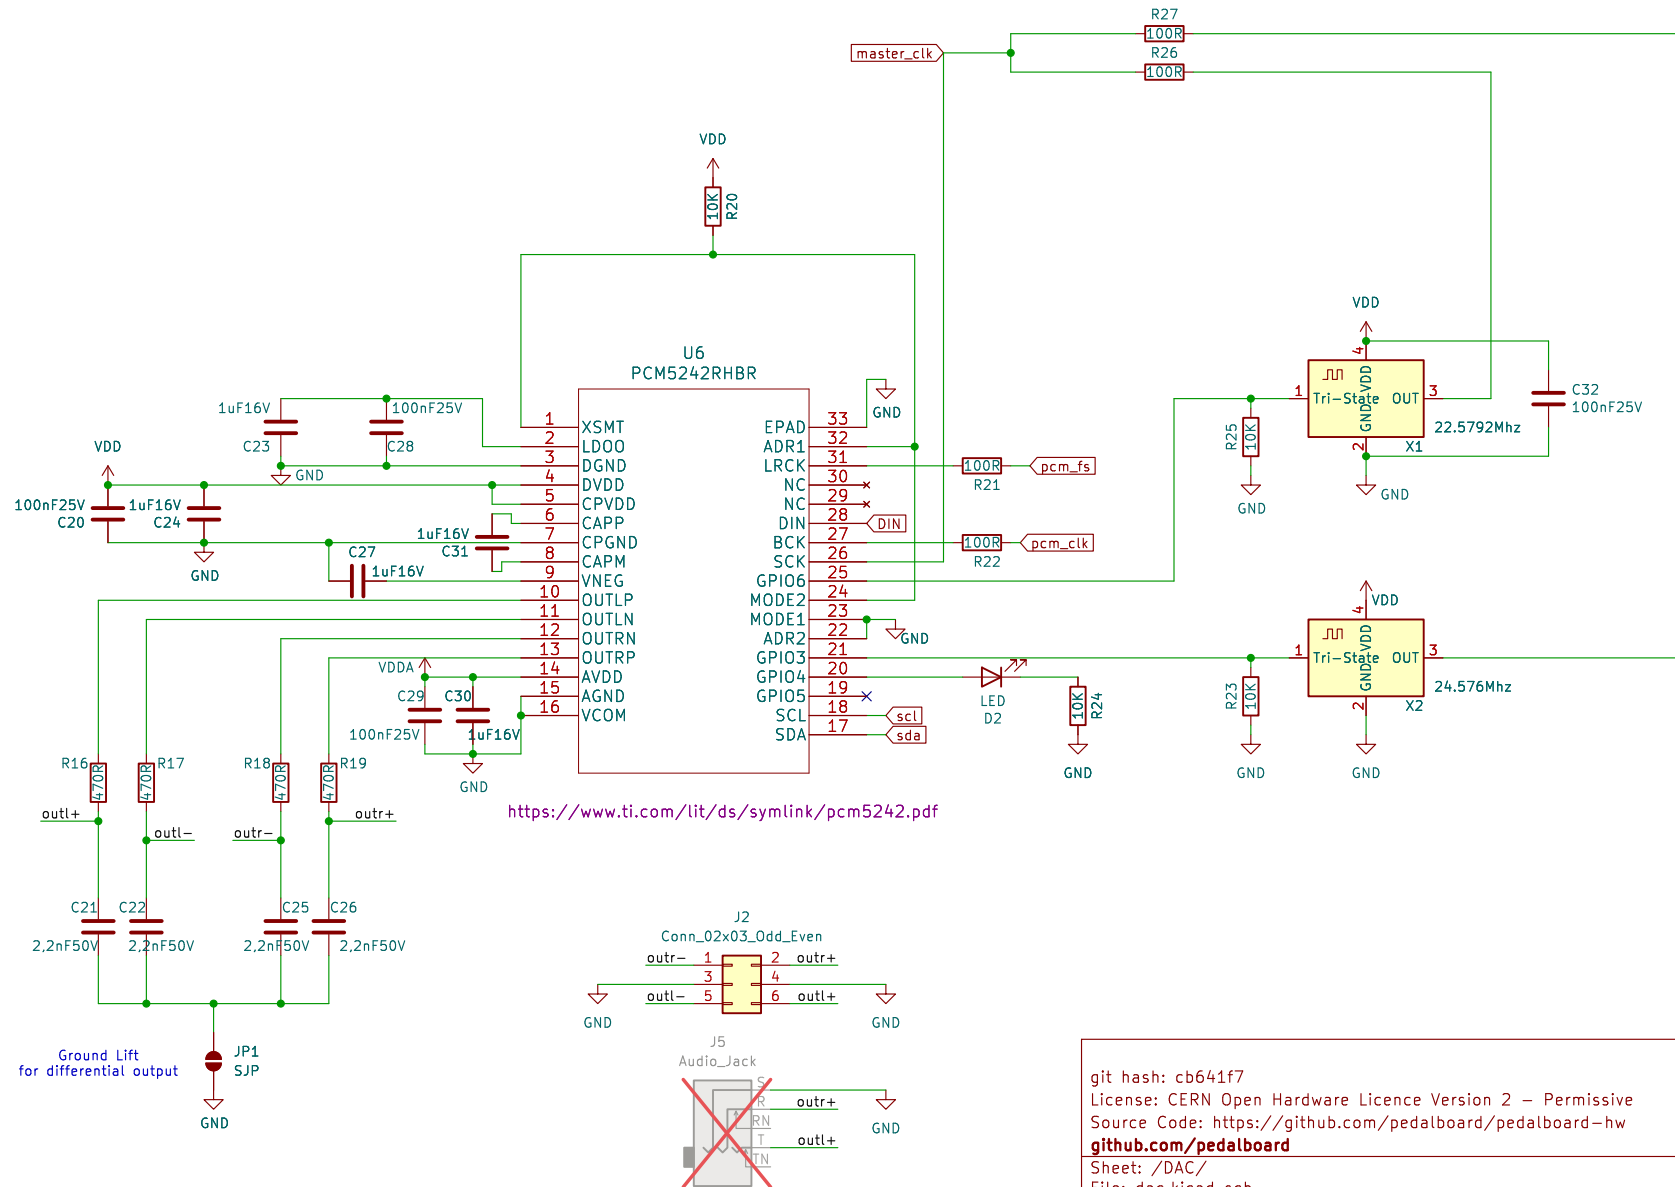 R27
100R
R26
100R
master_clk
VDD
10K
R20
U6
PCM5242RHBR
1 XSMT
2 LDOO
3 DGND
4 DVDD
5 CPVDD
6 CAPP
7 CPGND
8 CAPM
9 VNEG
10 OUTLP
11 OUTLN
12 OUTRN
13 OUTRP
14 AVDD
15 AGND
16 VCOM
EPAD 33
ADR1 32
LRCK 31
NC 30
NC 29
DIN 28
BCK 27
SCK 26
GPIO6 25
MODE2 24
MODE1 23
ADR2 22
GPIO3 21
GPIO4 20
GPIO5 19
SCL 18
SDA 17
GND
100R
R21
pcm_fs
DIN
100R
R22
pcm_clk
GND
LED
D2
10K
R24
GND
scl
sda
1uF16V
C23
100nF25V
C28
GND
VDD
100nF25V
C20
1uF16V
C24
GND
1uF16V
C31
C27
1uF16V
VDDA
C29
100nF25V
C30
1uF16V
GND
R16
470R
R17
470R
R18
470R
R19
470R
outl+
outl-
outr-
outr+
C21
2,2nF50V
C22
2,2nF50V
C25
2,2nF50V
C26
2,2nF50V
Ground Lift
for differential output
JP1
SJP
GND
https://www.ti.com/lit/ds/symlink/pcm5242.pdf
VDD
4
1
Tri-State
VDD
GND
OUT
3
2
22.5792Mhz
X1
C32
100nF25V
GND
R25
10K
GND
VDD
4
1
Tri-State
VDD
GND
OUT
3
2
24.576Mhz
X2
GND
R23
10K
GND
J2
Conn_02x03_Odd_Even
outr- 1 2 outr+
3 4
outl- 5 6 outl+
GND
GND
J5
Audio_Jack
S
R
RN
T
TN
outr+
outl+
GND
git hash: cb641f7
License: CERN Open Hardware Licence Version 2 - Permissive
Source Code: https://github.com/pedalboard/pedalboard-hw
github.com/pedalboard
Sheet: /DAC/
File: dac.kicad_sch